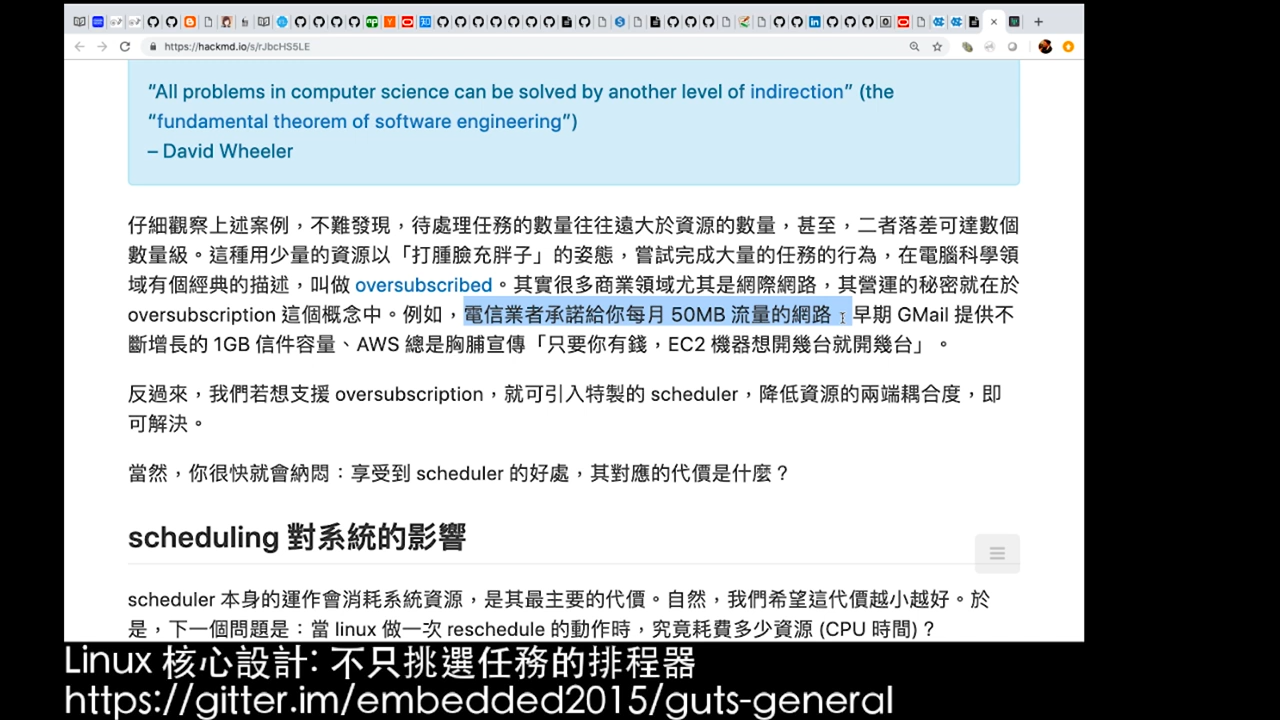 https://hackmd.io/s/rJbcHS5LE
“All problems in computer science can be solved by another level of indirection” (the
“fundamental theorem of software engineering”)
– David Wheeler
仔細觀察上述案例，不難發現，待處理任務的數量往往遠大於資源的數量，甚至，二者落差可達數個
數量級。這種用少量的資源以「打腫臉充胖子」的姿態，嘗試完成大量的任務的行為，在電腦科學領
域有個經典的描述，叫做 oversubscribed。其實很多商業領域尤其是網際網路，其營運的秘密就在於
oversubscription 這個概念中。例如，電信業者承諾給你每月 50MB 流量的網路、早期 GMail 提供不
斷增長的 1GB 信件容量、AWS 總是胸脯宣傳「只要你有錢，EC2 機器想開幾台就開幾台」。
反過來，我們若想支援 oversubscription，就可引入特製的 scheduler，降低資源的兩端耦合度，即
可解決。
當然，你很快就會納悶：享受到 scheduler 的好處，其對應的代價是什麼？
scheduling 對系統的影響
scheduler 本身的運作會消耗系統資源，是其最主要的代價。自然，我們希望這代價越小越好。於
是，下一個問題是：當 linux 做一次 reschedule 的動作時，究竟耗費多少資源 (CPU 時間)？
Linux 核心設計: 不只挑選任務的排程器
https://gitter.im/embedded2015/guts-general